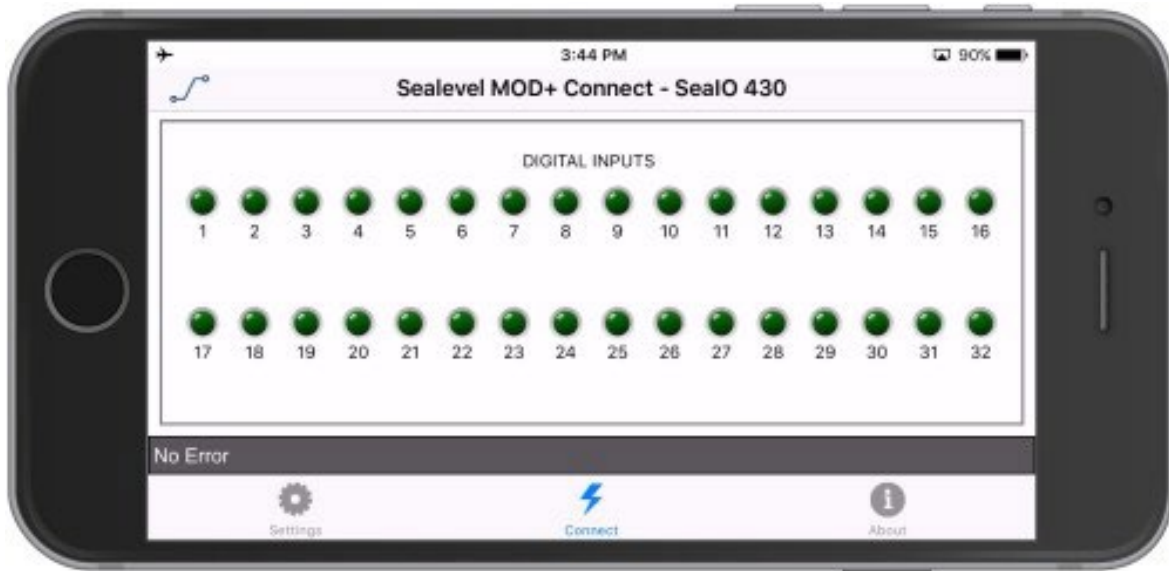 3:44 PM
90%
Sealevel MOD+ Connect - SeaIO 430
DIGITAL INPUTS
1 2 3 4 5 6 7 8 9 10 11 12 13 14 15 16
17 18 19 20 21 22 23 24 25 26 27 28 29 30 31 32
No Error
Settings Connect About